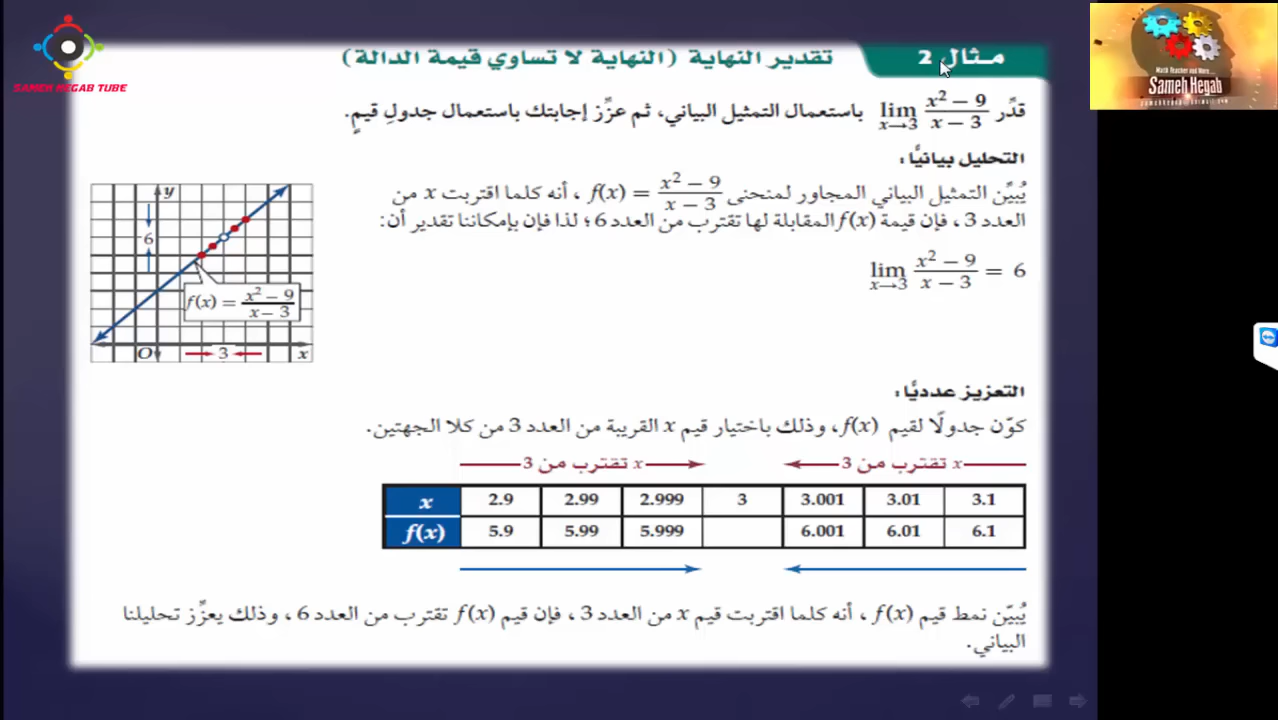 SAMEH HEGAB TUBE
Math Teacher and More...
Sameh Hegab
مـثـال 2 تقدير النهاية (النهاية لا تساوي قيمة الدالة)
قدِّر lim x→3 (x² − 9)/(x − 3) باستعمال التمثيل البياني، ثم عزِّز إجابتك باستعمال جدولِ قيمٍ.
التحليل بيانيًّا:
يُبيِّن التمثيل البياني المجاور لمنحنى f(x) = (x² − 9)/(x − 3) ، أنه كلما اقتربت x من
العدد 3 ، فإن قيمة f(x) المقابلة لها تقترب من العدد 6 ؛ لذا فإن بإمكاننا تقدير أن:
lim x→3 (x² − 9)/(x − 3) = 6
y
6
f(x) = (x² − 9)/(x − 3)
O 3 x
التعزيز عدديًّا:
كوّن جدولًا لقيم f(x) ، وذلك باختيار قيم x القريبة من العدد 3 من كلا الجهتين.
x تقترب من 3 x تقترب من 3
x 2.9 2.99 2.999 3 3.001 3.01 3.1
f(x) 5.9 5.99 5.999 6.001 6.01 6.1
يُبيّن نمط قيم f(x) ، أنه كلما اقتربت قيم x من العدد 3 ، فإن قيم f(x) تقترب من العدد 6 ، وذلك يعزِّز تحليلنا
البياني.